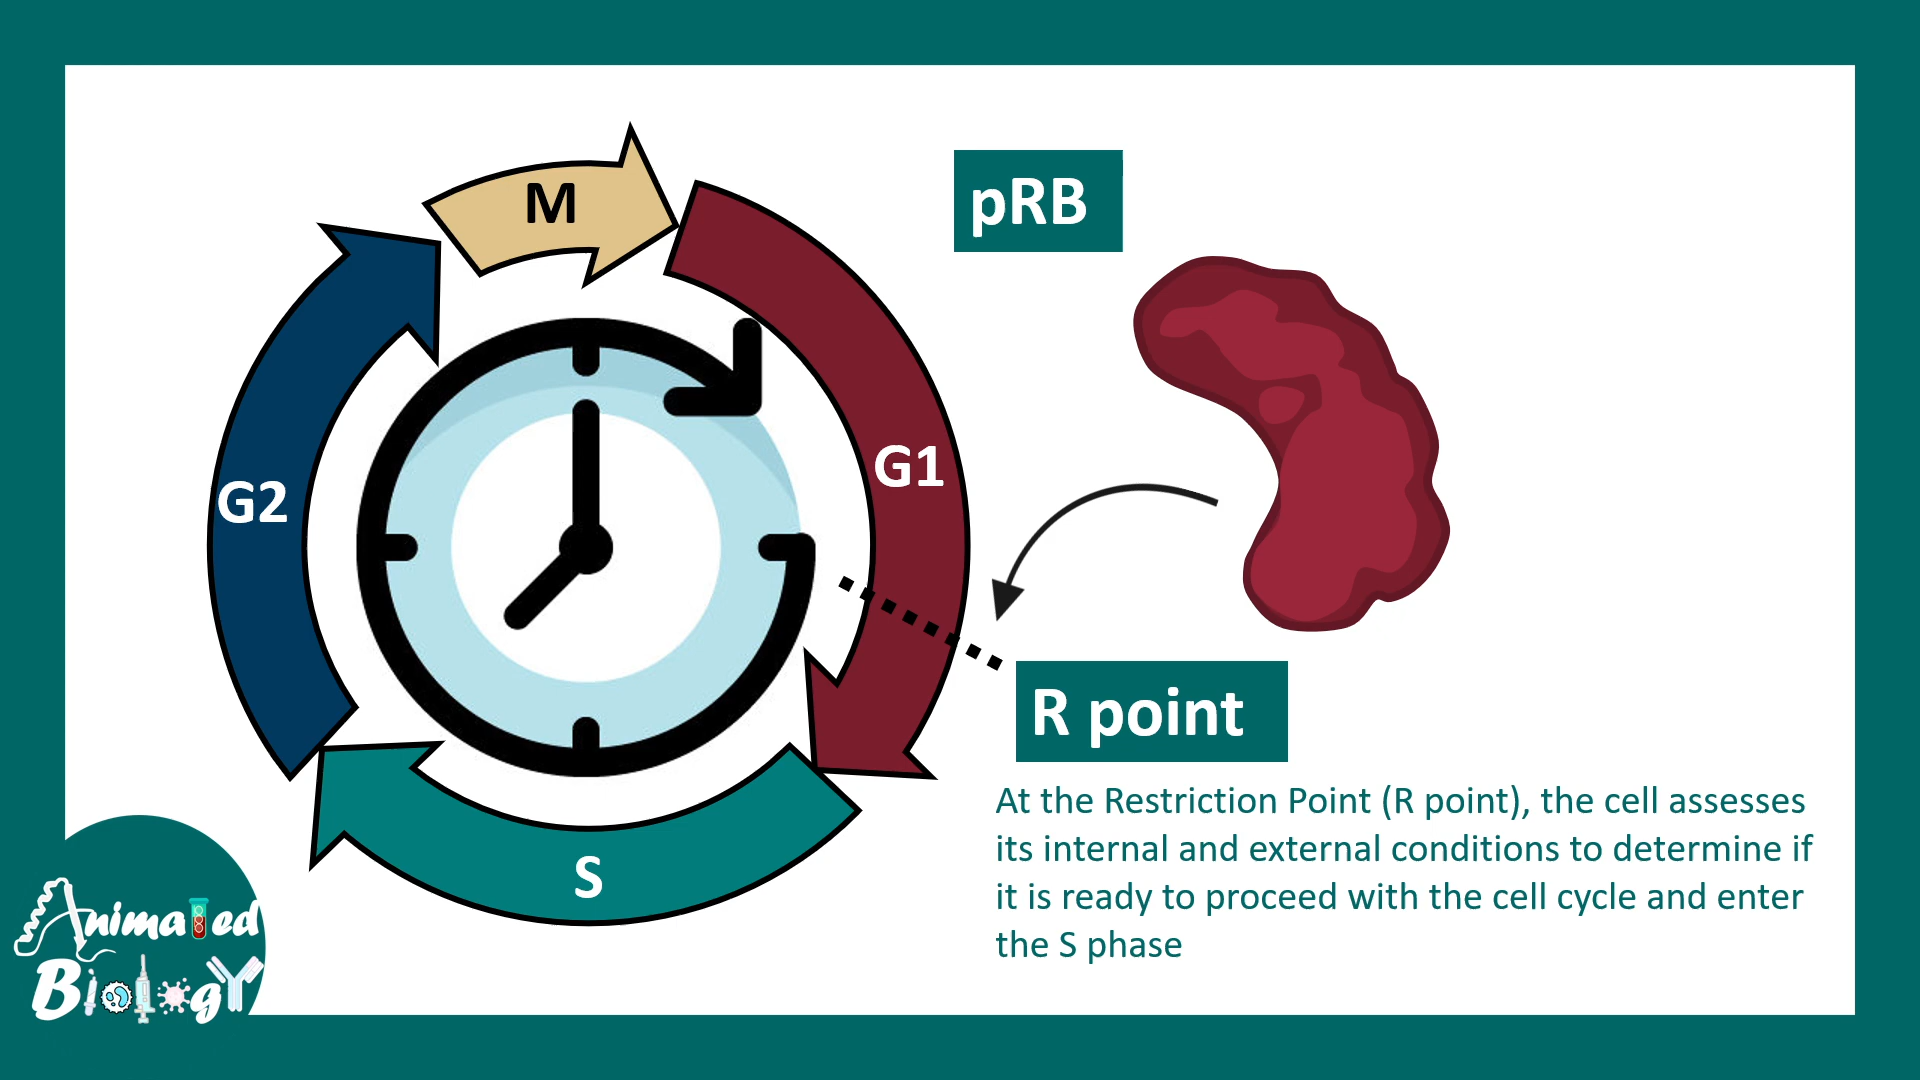 M
pRB
G1
G2
R point
At the Restriction Point (R point), the cell assesses
its internal and external conditions to determine if
it is ready to proceed with the cell cycle and enter
the S phase
S
Animated
Biology